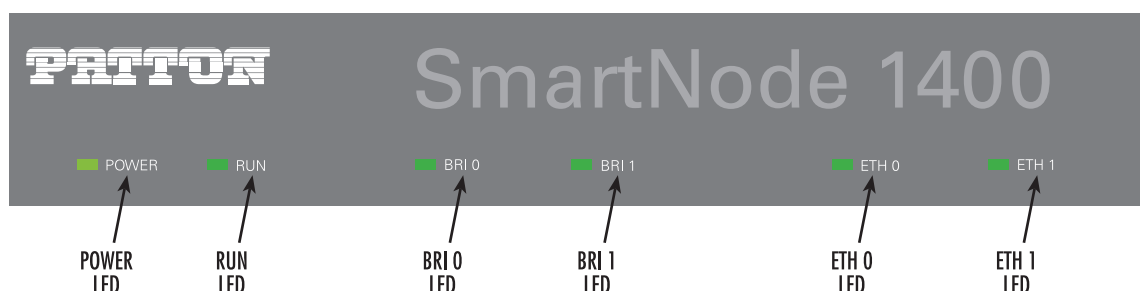 PATTON
SmartNode 1400
POWER RUN BRI 0 BRI 1 ETH 0 ETH 1
POWER LED
RUN LED
BRI 0 LED
BRI 1 LED
ETH 0 LED
ETH 1 LED